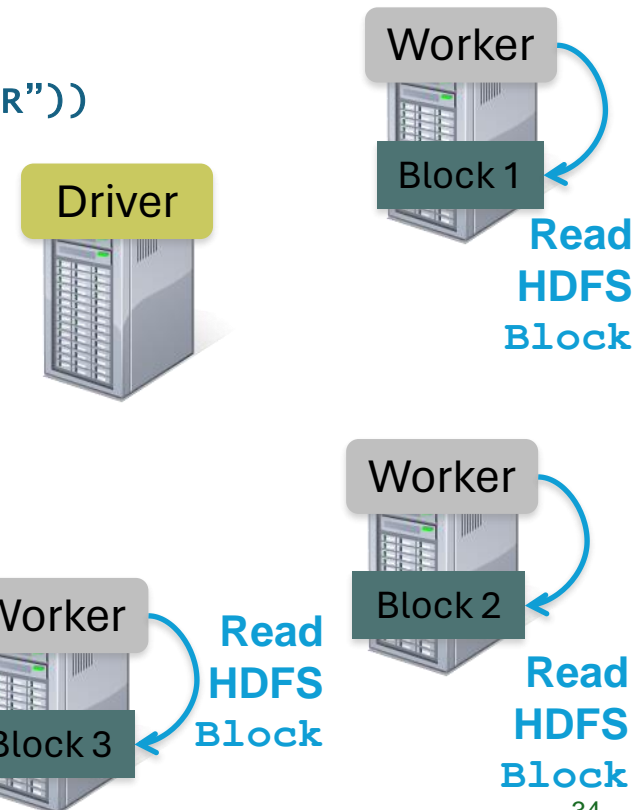 R”))
Worker
Block 1
Driver
Read
HDFS
Block
Worker
Block 2
Read
HDFS
Block
Worker
Block 3
Read
HDFS
Block
34